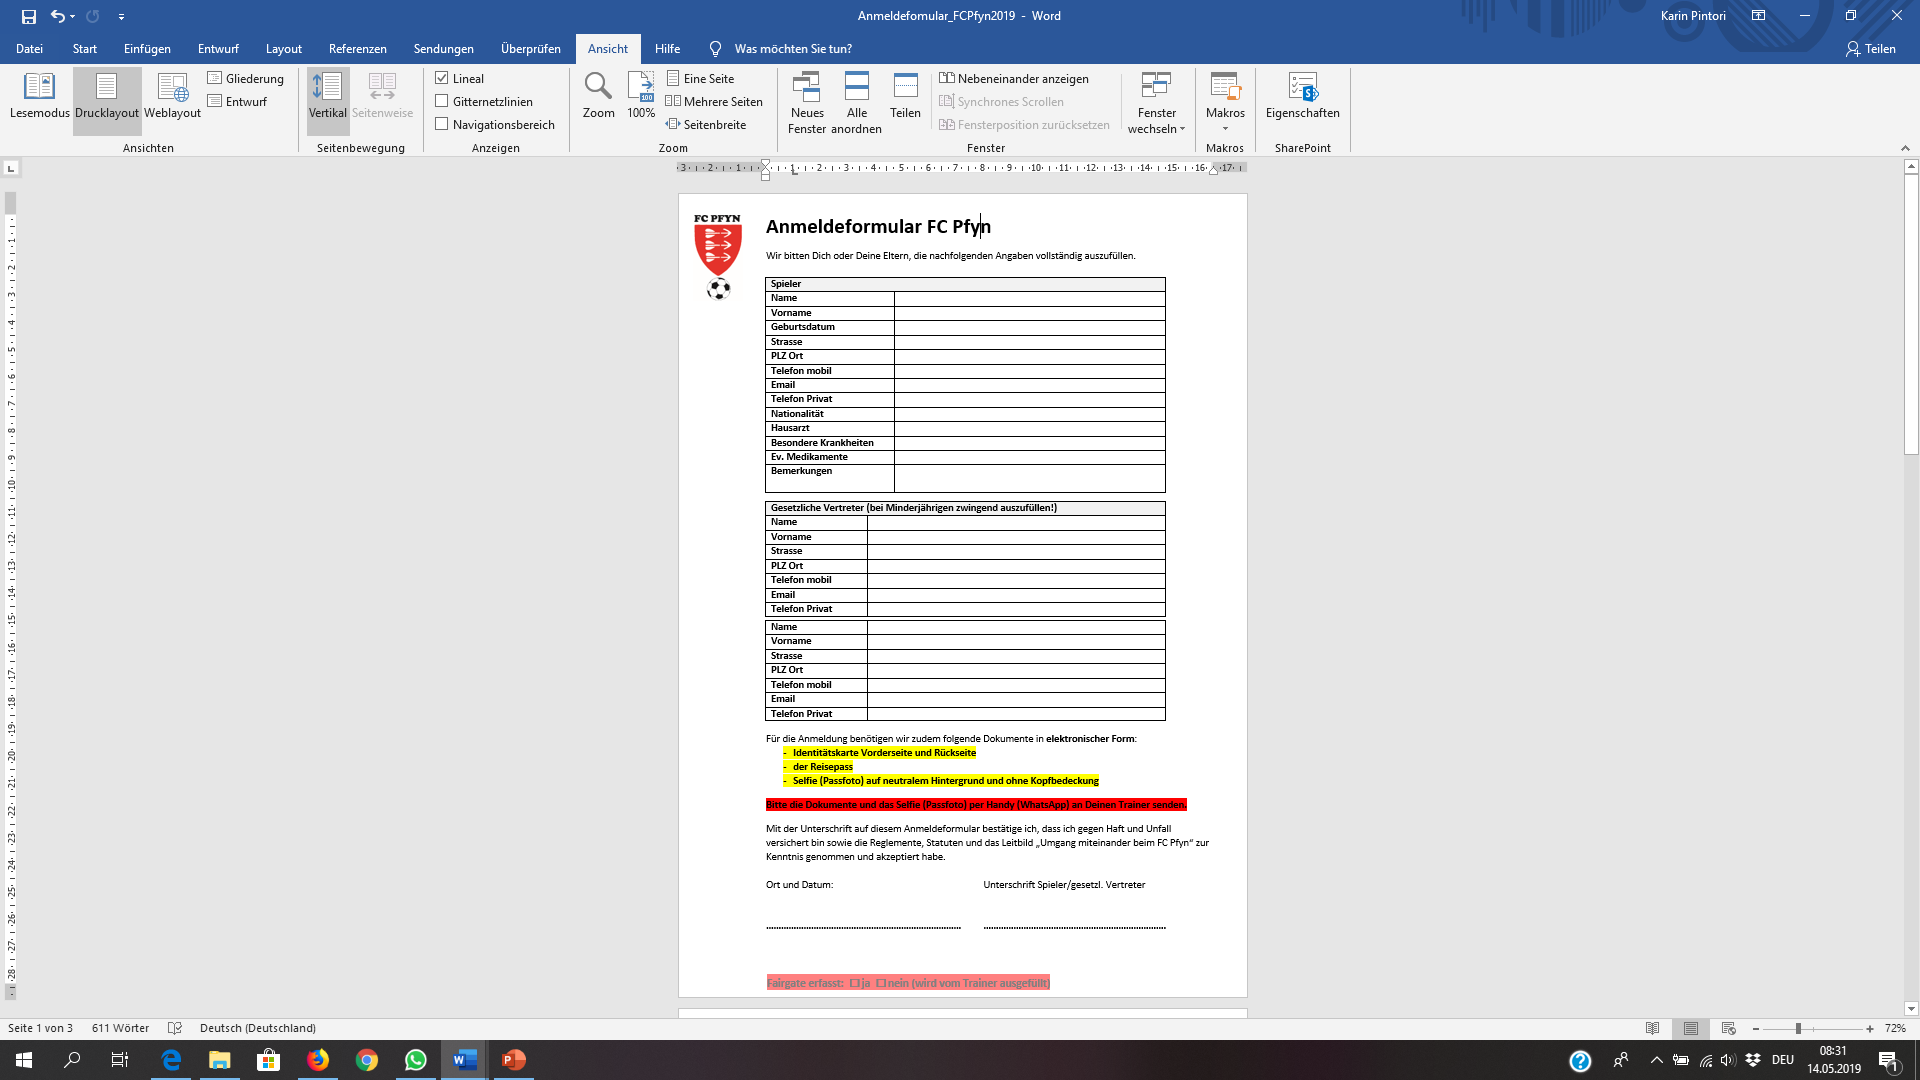 Anmeldefomular_FCPfyn2019 - Word
Karin Pintori
Datei Start Einfügen Entwurf Layout Referenzen Sendungen Überprüfen Ansicht Hilfe Was möchten Sie tun? Teilen
Lesemodus Drucklayout Weblayout
Gliederung
Entwurf
Ansichten
Vertikal Seitenweise
Seitenbewegung
Lineal
Gitternetzlinien
Navigationsbereich
Anzeigen
Zoom 100%
Eine Seite
Mehrere Seiten
Seitenbreite
Zoom
Neues Fenster
Alle anordnen
Teilen
Nebeneinander anzeigen
Synchrones Scrollen
Fensterposition zurücksetzen
Fenster wechseln
Fenster
Makros
Makros
Eigenschaften
SharePoint
FC PFYN
Anmeldeformular FC Pfyn
Wir bitten Dich oder Deine Eltern, die nachfolgenden Angaben vollständig auszufüllen.
Spieler
Name
Vorname
Geburtsdatum
Strasse
PLZ Ort
Telefon mobil
Email
Telefon Privat
Nationalität
Hausarzt
Besondere Krankheiten
Ev. Medikamente
Bemerkungen
Gesetzliche Vertreter (bei Minderjährigen zwingend auszufüllen!)
Name
Vorname
Strasse
PLZ Ort
Telefon mobil
Email
Telefon Privat
Name
Vorname
Strasse
PLZ Ort
Telefon mobil
Email
Telefon Privat
Für die Anmeldung benötigen wir zudem folgende Dokumente in elektronischer Form:
- Identitätskarte Vorderseite und Rückseite
- der Reisepass
- Selfie (Passfoto) auf neutralem Hintergrund und ohne Kopfbedeckung
Bitte die Dokumente und das Selfie (Passfoto) per Handy (WhatsApp) an Deinen Trainer senden.
Mit der Unterschrift auf diesem Anmeldeformular bestätige ich, dass ich gegen Haft und Unfall
versichert bin sowie die Reglemente, Statuten und das Leitbild „Umgang miteinander beim FC Pfyn“ zur
Kenntnis genommen und akzeptiert habe.
Ort und Datum: Unterschrift Spieler/gesetzl. Vertreter
Fairgate erfasst: ☐ ja ☐ nein (wird vom Trainer ausgefüllt)
Seite 1 von 3 611 Wörter Deutsch (Deutschland) 72%
DEU
08:31
14.05.2019
1